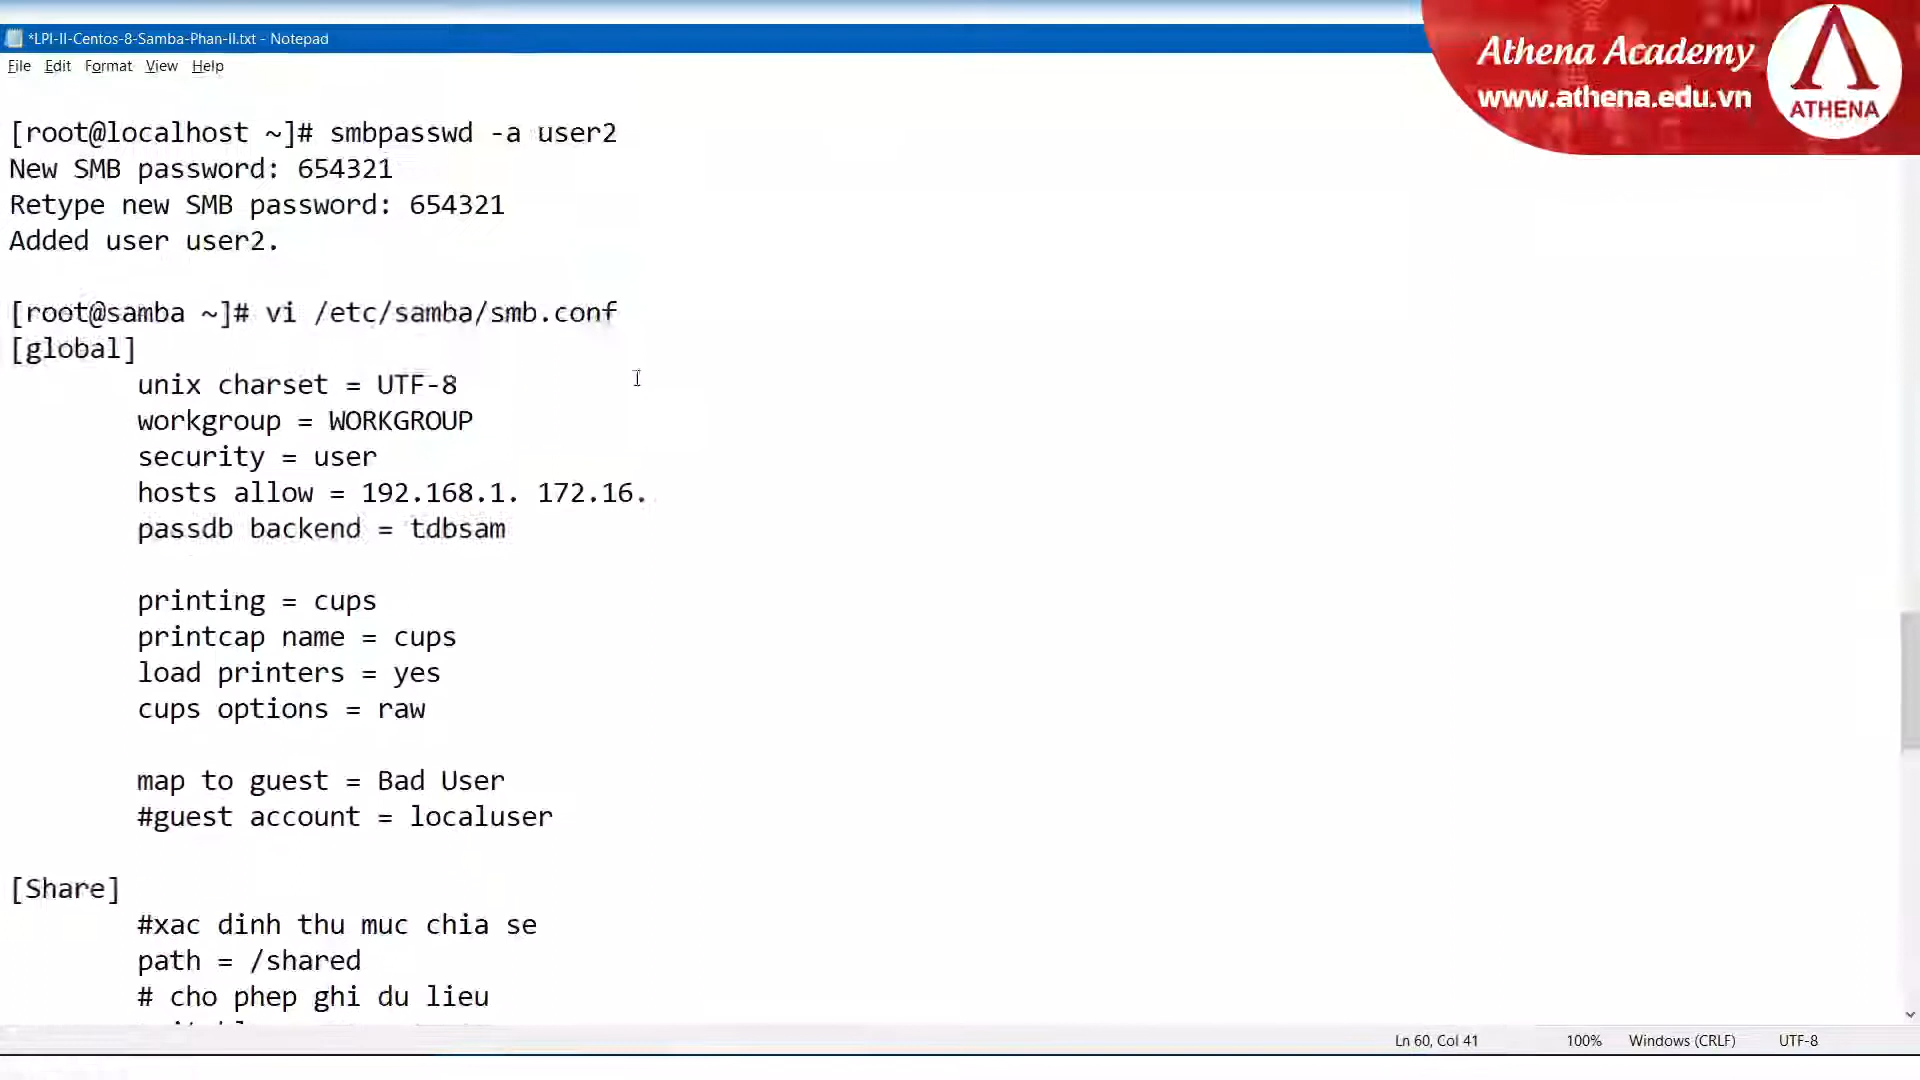 *LPI-II-Centos-8-Samba-Phan-II.txt - Notepad
File Edit Format View Help
Athena Academy
www.athena.edu.vn
ATHENA
[root@localhost ~]# smbpasswd -a user2
New SMB password: 654321
Retype new SMB password: 654321
Added user user2.
[root@samba ~]# vi /etc/samba/smb.conf
[global]
unix charset = UTF-8
workgroup = WORKGROUP
security = user
hosts allow = 192.168.1. 172.16.
passdb backend = tdbsam
printing = cups
printcap name = cups
load printers = yes
cups options = raw
map to guest = Bad User
#guest account = localuser
[Share]
#xac dinh thu muc chia se
path = /shared
# cho phep ghi du lieu
Ln 60, Col 41 100% Windows (CRLF) UTF-8